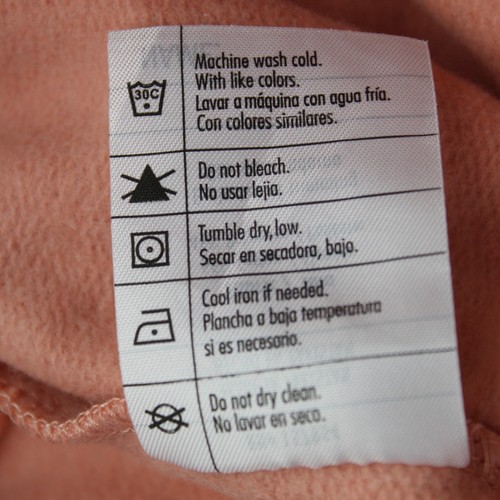 30C
Machine wash cold.
With like colors.
Lavar a máquina con agua fría.
Con colores similares.
Do not bleach.
No usar lejia.
Tumble dry, low.
Secar en secadora, bajo.
Cool iron if needed.
Plancha a baja temperatura
si es necesario.
Do not dry clean.
No lavar en seco.